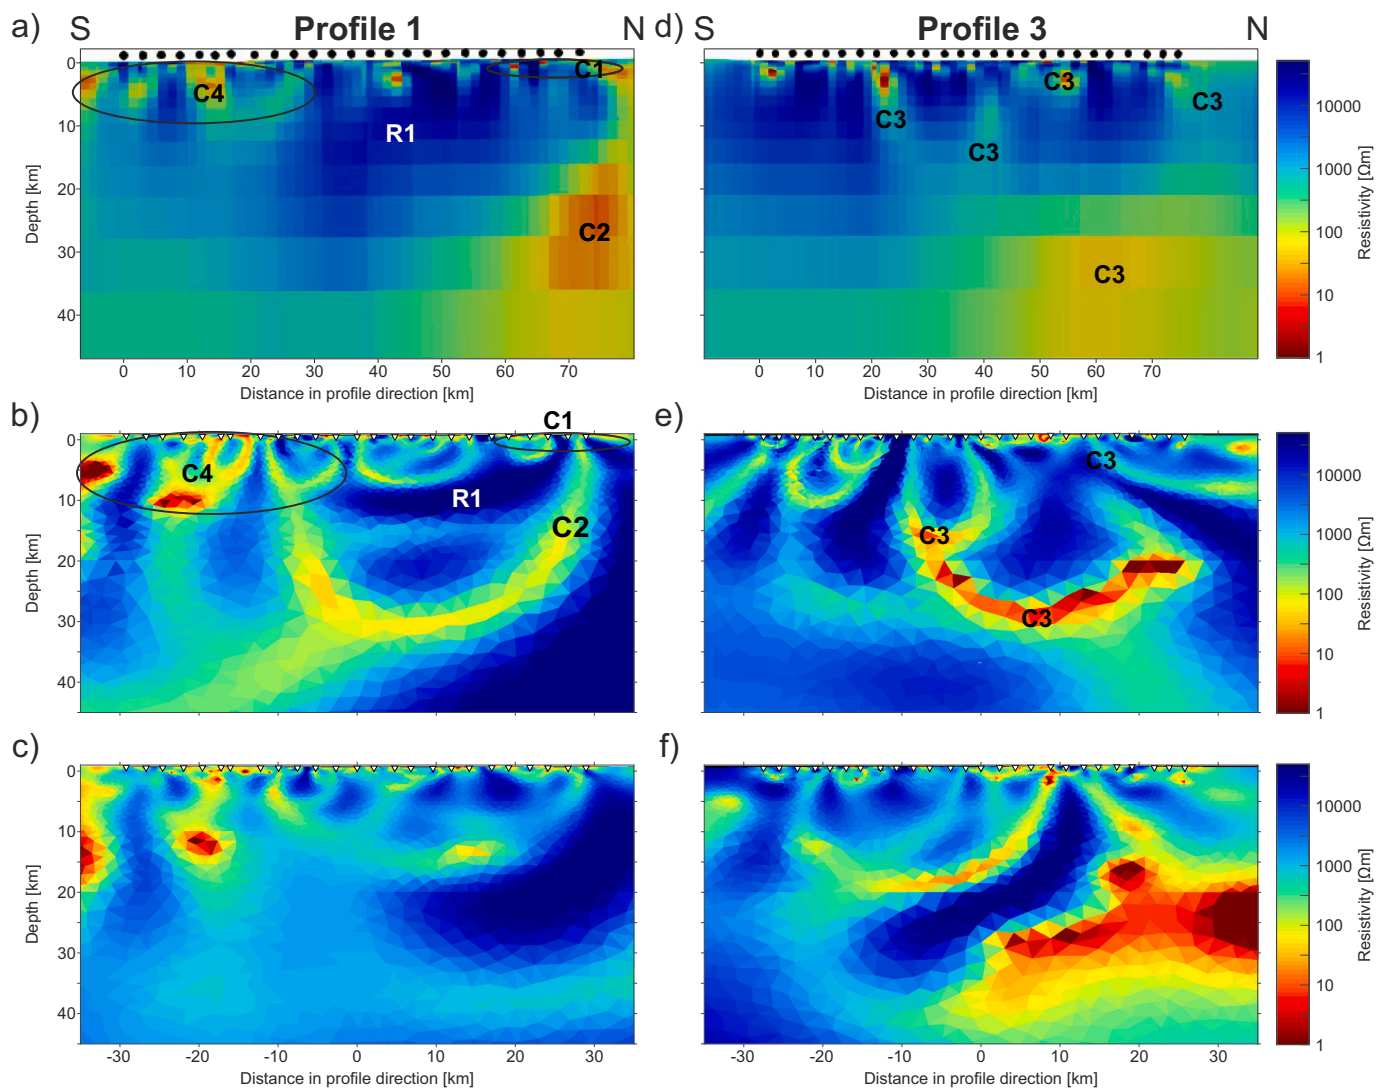 a) S Profile 1 N
0
10
20
30
40
Depth [km]
C1
C4
R1
C2
0 10 20 30 40 50 60 70
Distance in profile direction [km]
d) S Profile 3 N
C3
C3
C3
C3
C3
0 10 20 30 40 50 60 70
Distance in profile direction [km]
10000
1000
100
10
1
Resistivity [Ωm]
b)
C1
0
10
20
30
40
Depth [km]
C4
R1
C2
e)
C3
C3
C3
10000
1000
100
10
1
Resistivity [Ωm]
c)
0
10
20
30
40
Depth [km]
-30 -20 -10 0 10 20 30
Distance in profile direction [km]
f)
-30 -20 -10 0 10 20 30
Distance in profile direction [km]
10000
1000
100
10
1
Resistivity [Ωm]